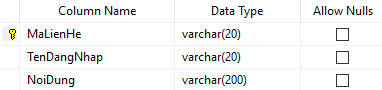 Column Name Data Type Allow Nulls
MaLienHe varchar(20)
TenDangNhap varchar(20)
NoiDung varchar(200)